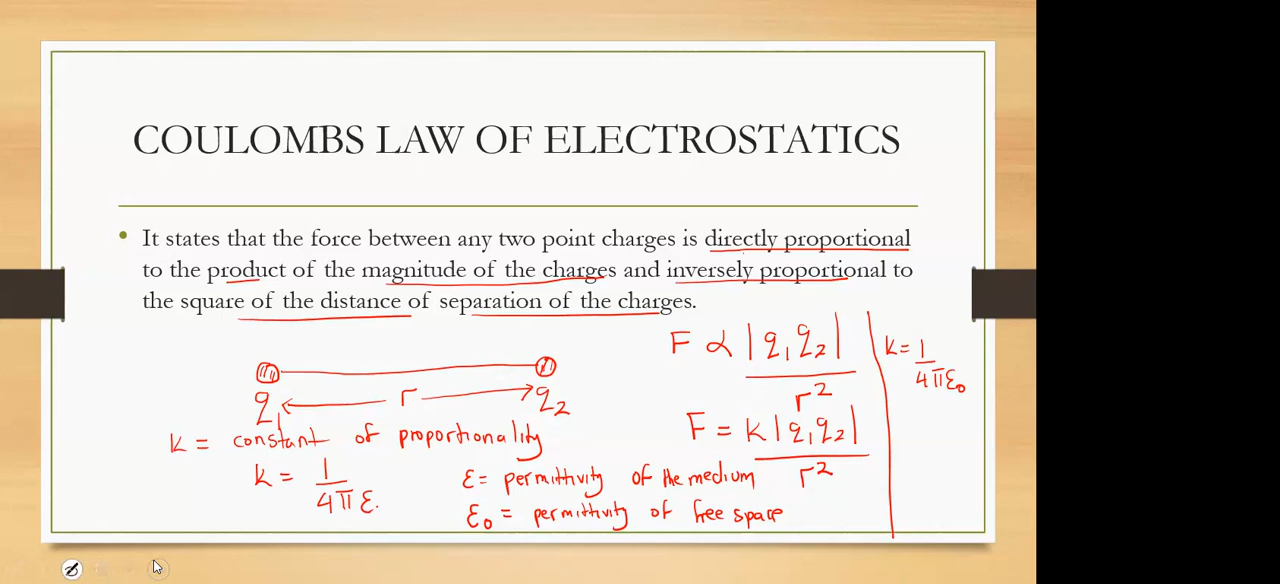 COULOMBS LAW OF ELECTROSTATICS
• It states that the force between any two point charges is directly proportional
to the product of the magnitude of the charges and inversely proportional to
the square of the distance of separation of the charges.
F ∝ |q₁q₂| / r²
k = 1 / 4πε₀
q₁ ← r → q₂
F = k|q₁q₂| / r²
k = constant of proportionality
k = 1 / 4πε.
ε = permittivity of the medium
ε₀ = permittivity of free space